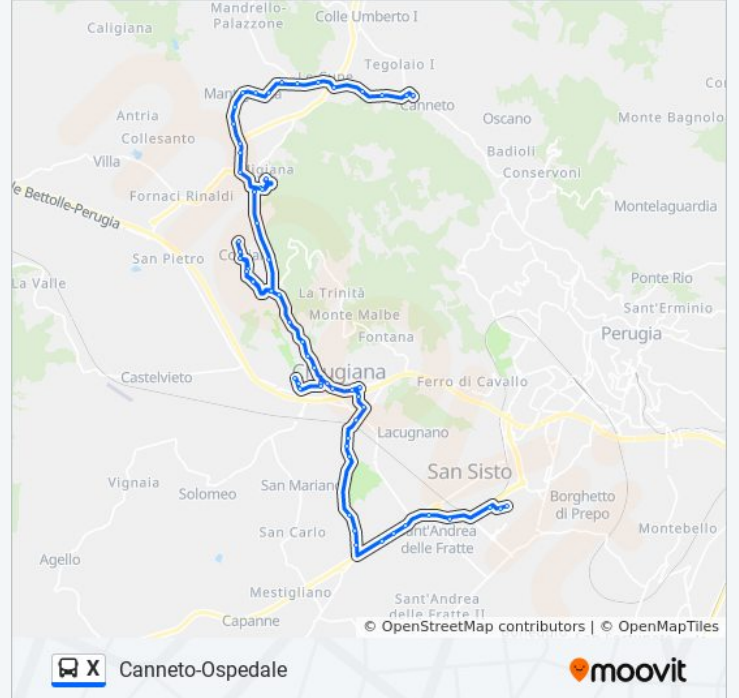 Mandrello-
Palazzone
Colle Umberto I
Caligiana
Tegolaio I
Le Cupe
Canneto
Oscano
Monte Bagnolo
Antria
Collesanto
Badioli
Conservoni
Villa
Fornaci Rinaldi
Montelaguardia
le Bettolle-Perugia
San Pietro
La Valle
La Trinità
Monte Malbe
Fontana
Ponte Rio
Sant'Erminio
Perugia
Castelvieto
Ferro di Cavallo
Lacugnano
San Sisto
Vignaia
Solomeo
San Mariano
Borghetto
di Prepo
San Carlo
Sant'Andrea
delle Fratte
Montebello
Agello
Mestigliano
Sant'Andrea
delle Fratte II
Capanne
© OpenStreetMap contributors | © OpenMapTiles
X
Canneto-Ospedale
moovit